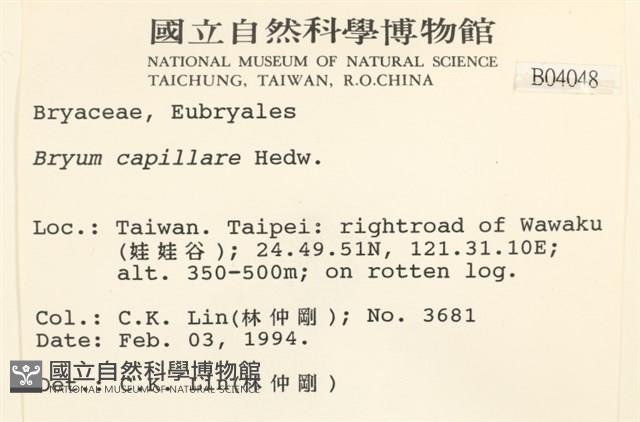 國立自然科學博物館
NATIONAL MUSEUM OF NATURAL SCIENCE
TAICHUNG, TAIWAN, R.O.CHINA
B04048
Bryaceae, Eubryales
Bryum capillare Hedw.
Loc.: Taiwan. Taipei: rightroad of Wawaku
(娃娃谷); 24.49.51N, 121.31.10E;
alt. 350-500m; on rotten log.
Col.: C.K. Lin(林仲剛); No. 3681
Date: Feb. 03, 1994.
國立自然科學博物館
NATIONAL MUSEUM OF NATURAL SCIENCE
Det.: C.K. Lin(林仲剛)